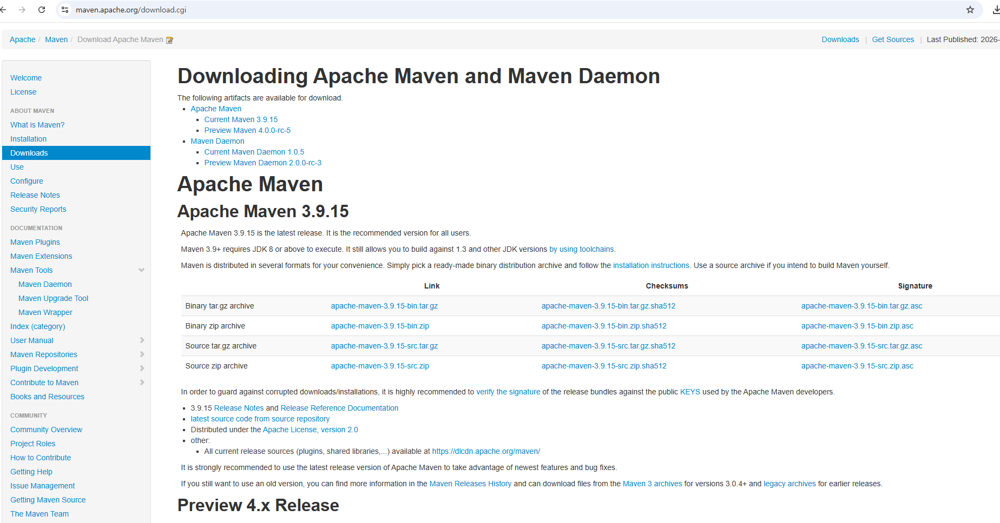 maven.apache.org/download.cgi
Apache / Maven / Download Apache Maven
Downloads | Get Sources | Last Published: 2026-
Welcome
License
ABOUT MAVEN
What is Maven?
Installation
Downloads
Use
Configure
Release Notes
Security Reports
DOCUMENTATION
Maven Plugins
Maven Extensions
Maven Tools
Maven Daemon
Maven Upgrade Tool
Maven Wrapper
Index (category)
User Manual
Maven Repositories
Plugin Development
Contribute to Maven
Books and Resources
COMMUNITY
Community Overview
Project Roles
How to Contribute
Getting Help
Issue Management
Getting Maven Source
The Maven Team
Downloading Apache Maven and Maven Daemon
The following artifacts are available for download.
Apache Maven
Current Maven 3.9.15
Preview Maven 4.0.0-rc-5
Maven Daemon
Current Maven Daemon 1.0.5
Preview Maven Daemon 2.0.0-rc-3
Apache Maven
Apache Maven 3.9.15
Apache Maven 3.9.15 is the latest release. It is the recommended version for all users.
Maven 3.9+ requires JDK 8 or above to execute. It still allows you to build against 1.3 and other JDK versions by using toolchains.
Maven is distributed in several formats for your convenience. Simply pick a ready-made binary distribution archive and follow the installation instructions. Use a source archive if you intend to build Maven yourself.
Link Checksums Signature
Binary tar.gz archive apache-maven-3.9.15-bin.tar.gz apache-maven-3.9.15-bin.tar.gz.sha512 apache-maven-3.9.15-bin.tar.gz.asc
Binary zip archive apache-maven-3.9.15-bin.zip apache-maven-3.9.15-bin.zip.sha512 apache-maven-3.9.15-bin.zip.asc
Source tar.gz archive apache-maven-3.9.15-src.tar.gz apache-maven-3.9.15-src.tar.gz.sha512 apache-maven-3.9.15-src.tar.gz.asc
Source zip archive apache-maven-3.9.15-src.zip apache-maven-3.9.15-src.zip.sha512 apache-maven-3.9.15-src.zip.asc
In order to guard against corrupted downloads/installations, it is highly recommended to verify the signature of the release bundles against the public KEYS used by the Apache Maven developers.
3.9.15 Release Notes and Release Reference Documentation
latest source code from source repository
Distributed under the Apache License, version 2.0
other:
All current release sources (plugins, shared libraries,...) available at https://dlcdn.apache.org/maven/
It is strongly recommended to use the latest release version of Apache Maven to take advantage of newest features and bug fixes.
If you still want to use an old version, you can find more information in the Maven Releases History and can download files from the Maven 3 archives for versions 3.0.4+ and legacy archives for earlier releases.
Preview 4.x Release